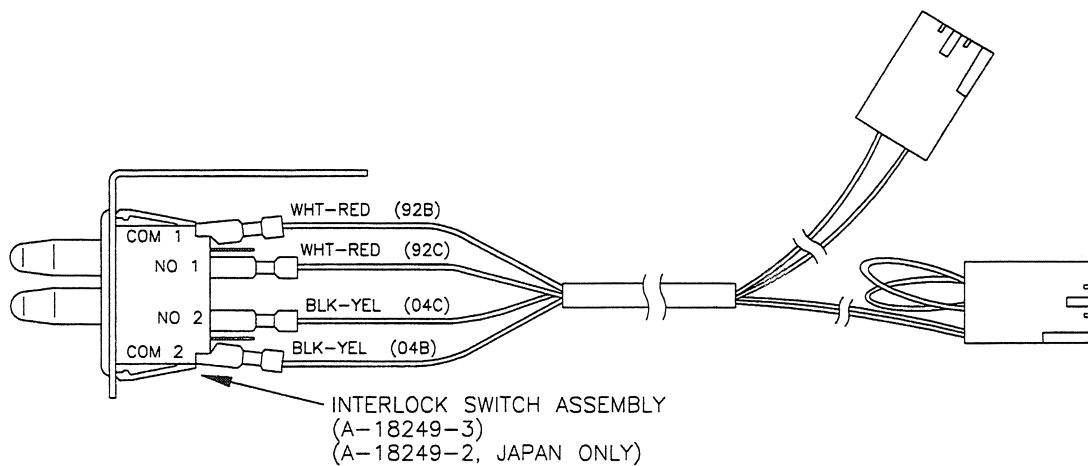 WHT-RED (92B)
COM 1
WHT-RED (92C)
NO 1
BLK-YEL (04C)
NO 2
BLK-YEL (04B)
COM 2
INTERLOCK SWITCH ASSEMBLY
(A-18249-3)
(A-18249-2, JAPAN ONLY)